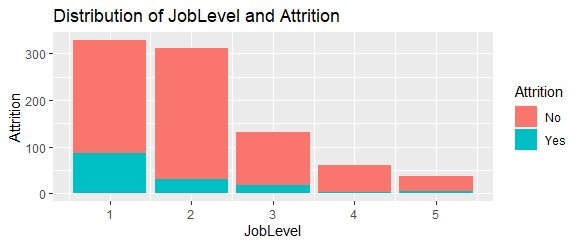 Distribution of JobLevel and Attrition
300
200
100
0
Attrition
1 2 3 4 5
JobLevel
Attrition
No
Yes